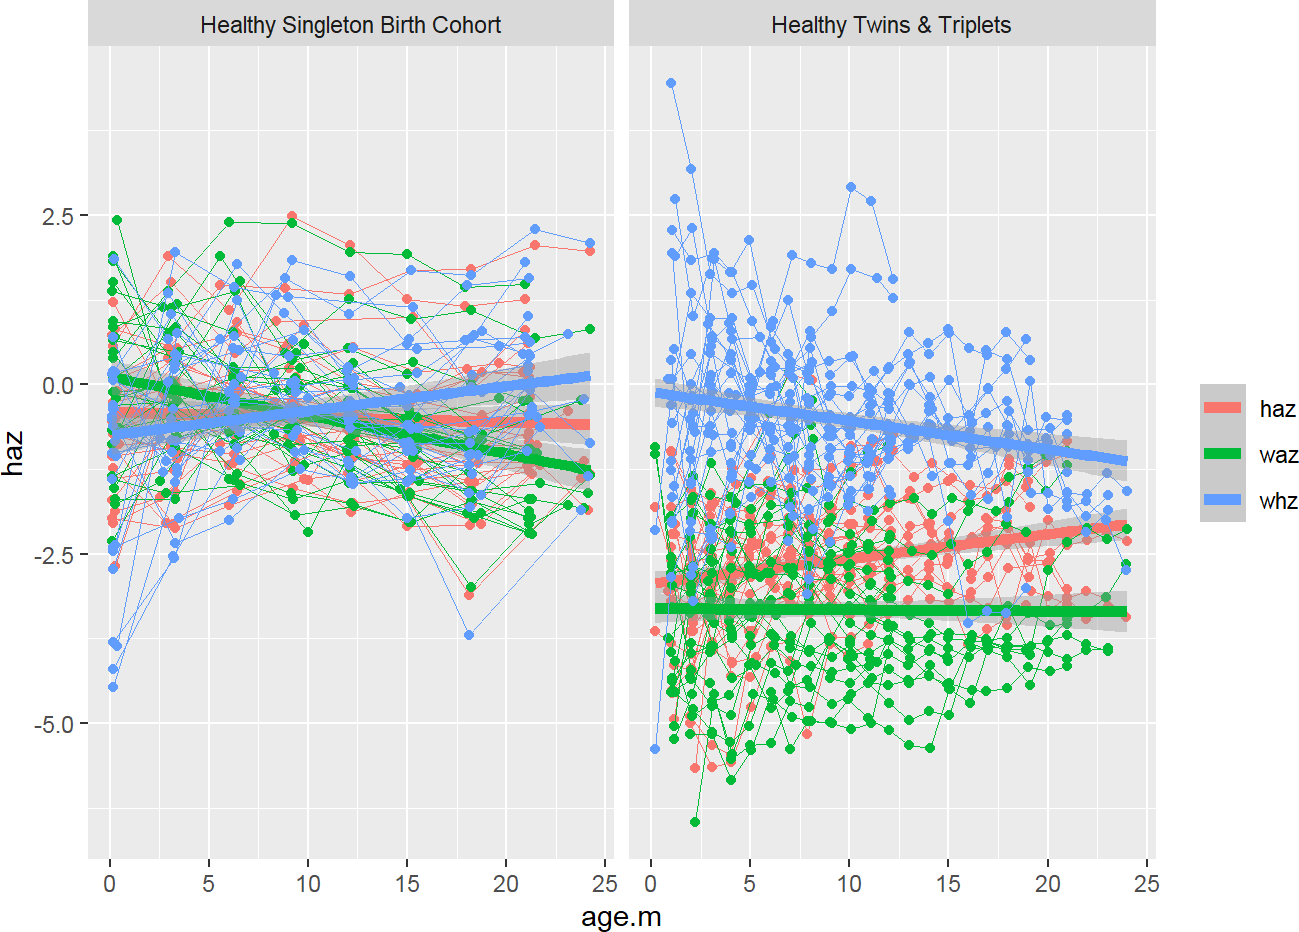 Healthy Singleton Birth Cohort
Healthy Twins & Triplets
haz
2.5
0.0
-2.5
-5.0
0 5 10 15 20 25
0 5 10 15 20 25
age.m
haz
waz
whz